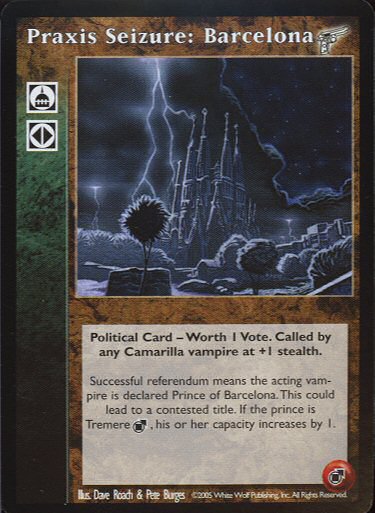 Praxis Seizure: Barcelona
Political Card – Worth 1 Vote. Called by
any Camarilla vampire at +1 stealth.
Successful referendum means the acting vam-
pire is declared Prince of Barcelona. This could
lead to a contested title. If the prince is
Tremere , his or her capacity increases by 1.
Illus. Dave Roach & Pete Burges ©2005 White Wolf Publishing, Inc. All Rights Reserved.